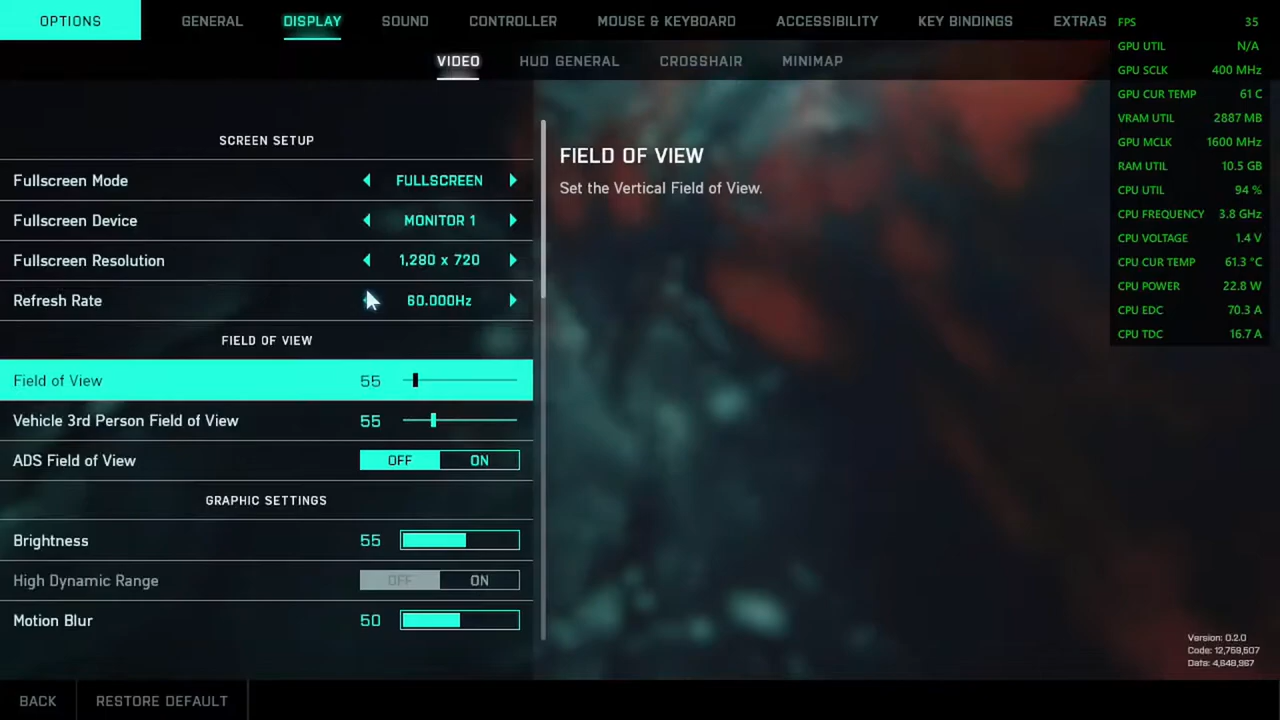 OPTIONS GENERAL DISPLAY SOUND CONTROLLER MOUSE & KEYBOARD ACCESSIBILITY KEY BINDINGS EXTRAS
VIDEO HUD GENERAL CROSSHAIR MINIMAP
SCREEN SETUP
Fullscreen Mode FULLSCREEN
Fullscreen Device MONITOR 1
Fullscreen Resolution 1,280 x 720
Refresh Rate 60.000Hz
FIELD OF VIEW
Field of View 55
Vehicle 3rd Person Field of View 55
ADS Field of View OFF ON
GRAPHIC SETTINGS
Brightness 55
High Dynamic Range OFF ON
Motion Blur 50
FIELD OF VIEW
Set the Vertical Field of View.
FPS 35
GPU UTIL N/A
GPU SCLK 400 MHz
GPU CUR TEMP 61 C
VRAM UTIL 2887 MB
GPU MCLK 1600 MHz
RAM UTIL 10.5 GB
CPU UTIL 94 %
CPU FREQUENCY 3.8 GHz
CPU VOLTAGE 1.4 V
CPU CUR TEMP 61.3 °C
CPU POWER 22.8 W
CPU EDC 70.3 A
CPU TDC 16.7 A
Version: 0.2.0
Code: 12,759,607
Data: 4,648,967
BACK RESTORE DEFAULT